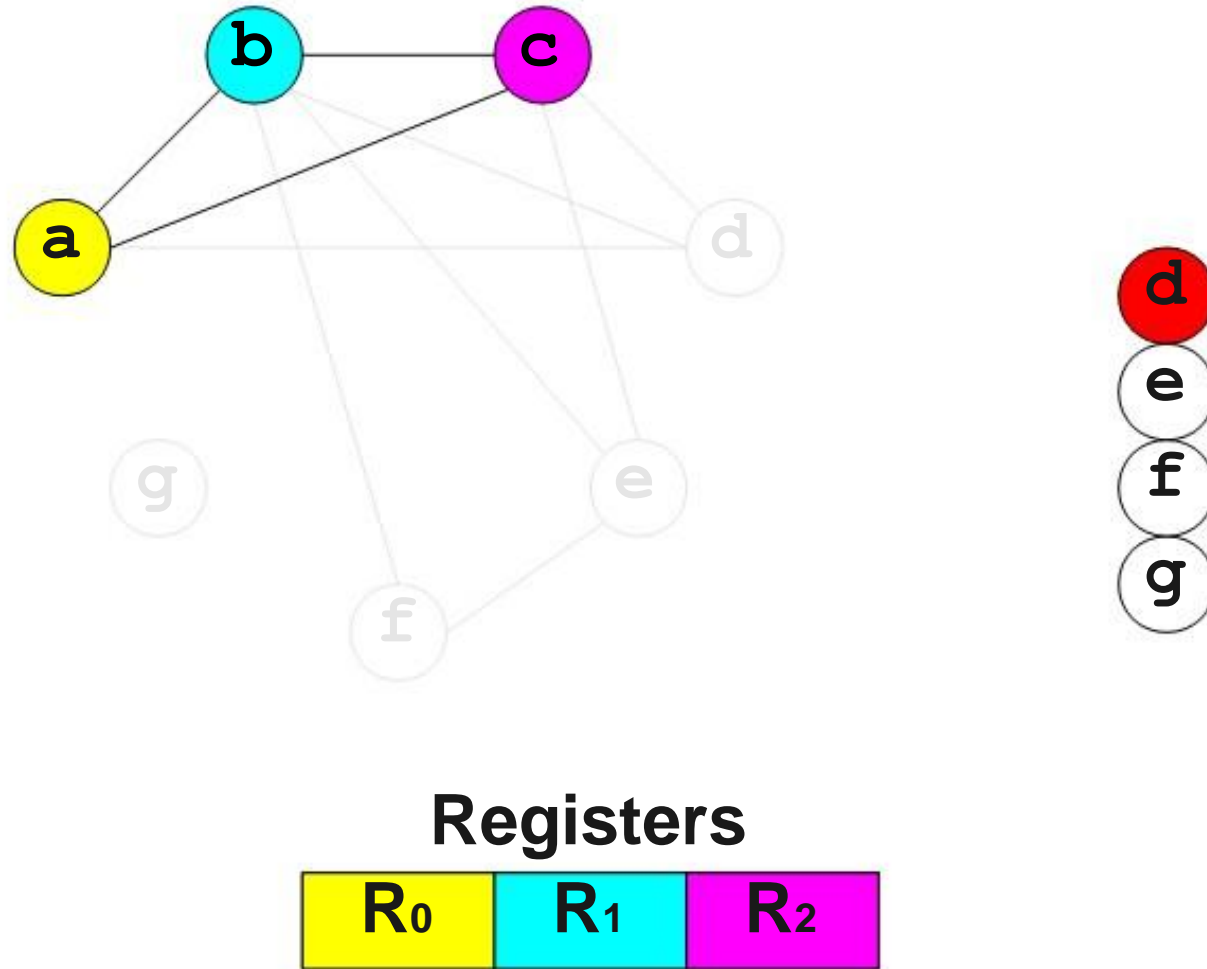 b c
a d
d
e
f
g e
g
f
Registers
R₀ R₁ R₂